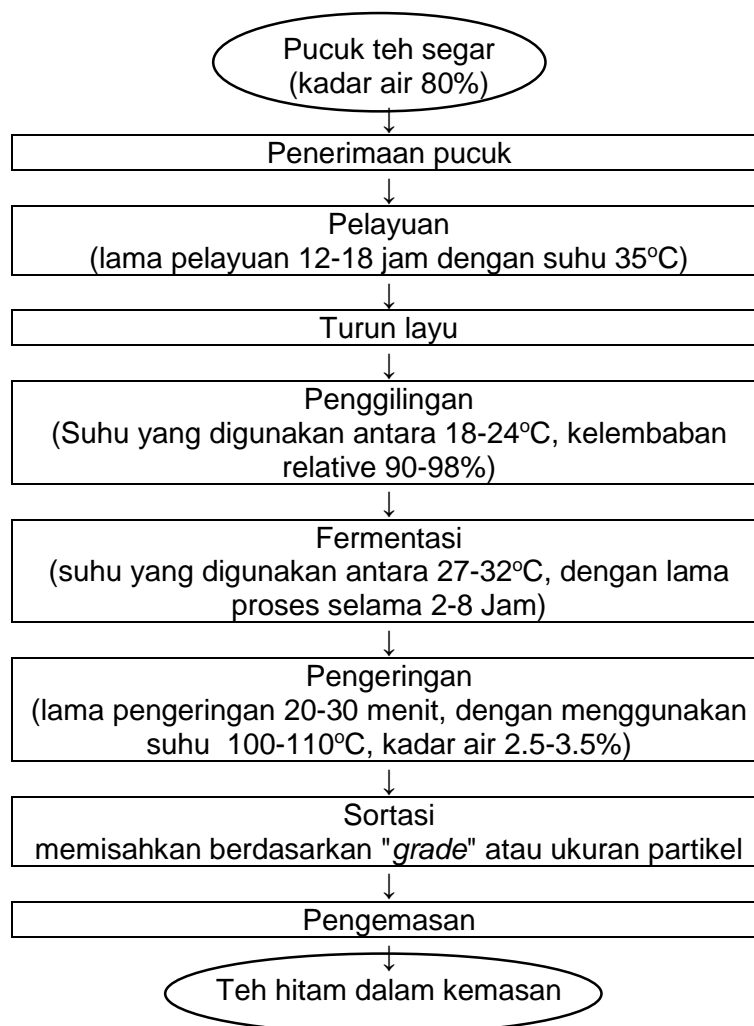 Pucuk teh segar
(kadar air 80%)
↓
Penerimaan pucuk
↓
Pelayuan
(lama pelayuan 12-18 jam dengan suhu 35ºC)
↓
Turun layu
↓
Penggilingan
(Suhu yang digunakan antara 18-24ºC, kelembaban
relative 90-98%)
↓
Fermentasi
(suhu yang digunakan antara 27-32ºC, dengan lama
proses selama 2-8 Jam)
↓
Pengeringan
(lama pengeringan 20-30 menit, dengan menggunakan
suhu 100-110ºC, kadar air 2.5-3.5%)
↓
Sortasi
memisahkan berdasarkan "grade" atau ukuran partikel
↓
Pengemasan
↓
Teh hitam dalam kemasan